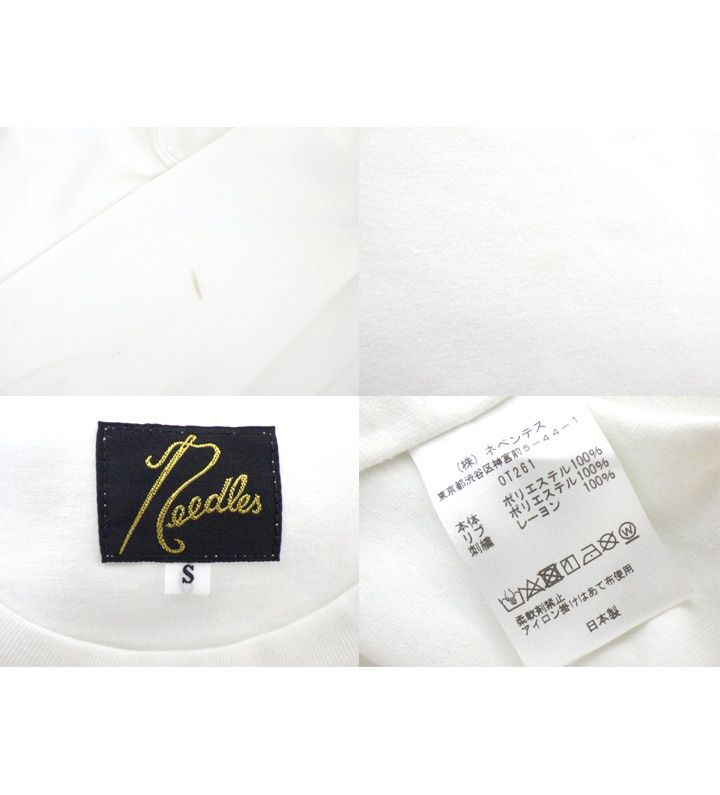 Needles
S
(株) ネペンテス
東京都渋谷区神宮前5-44-1
OT261
本体 ポリエステル100%
リブ ポリエステル100%
刺繍 レーヨン 100%
柔軟剤禁止
アイロン掛けはあて布使用
日本製